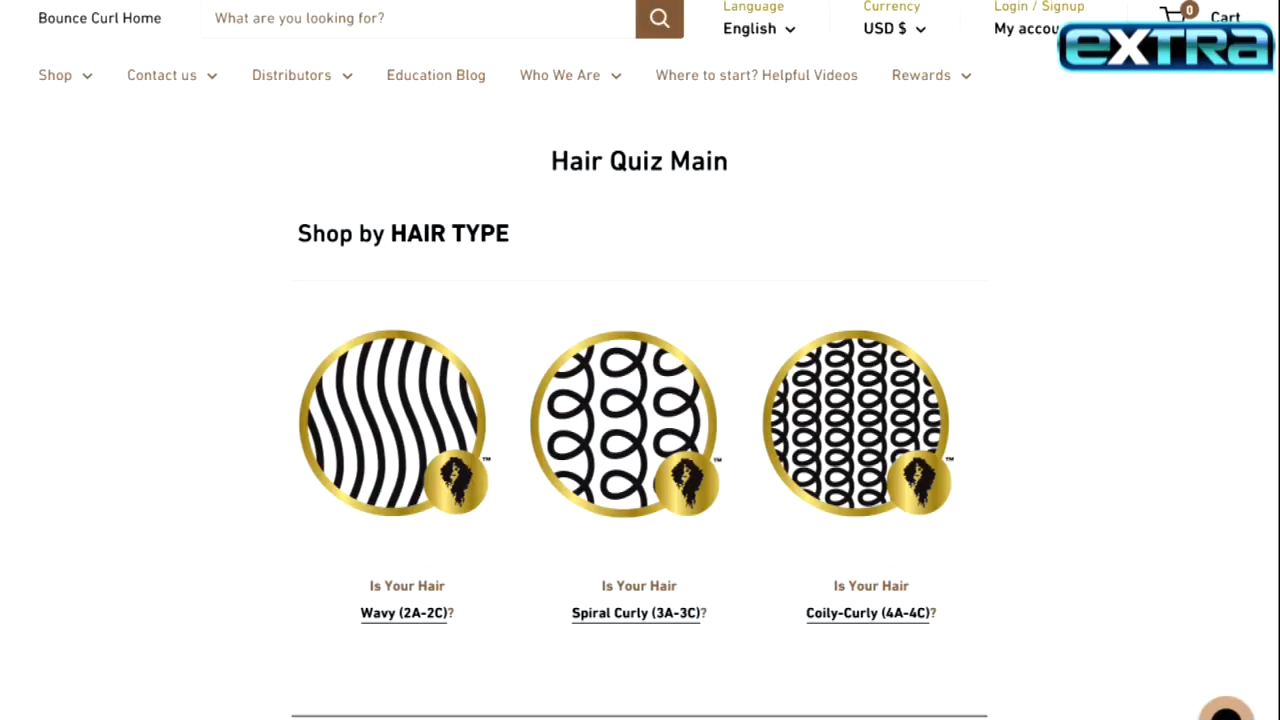 Bounce Curl Home
What are you looking for?
Language
English
Currency
USD $
Login / Signup
My accou
0
Cart
extra
Shop
Contact us
Distributors
Education Blog
Who We Are
Where to start? Helpful Videos
Rewards
Hair Quiz Main
Shop by HAIR TYPE
™
™
™
Is Your Hair
Wavy (2A-2C)?
Is Your Hair
Spiral Curly (3A-3C)?
Is Your Hair
Coily-Curly (4A-4C)?